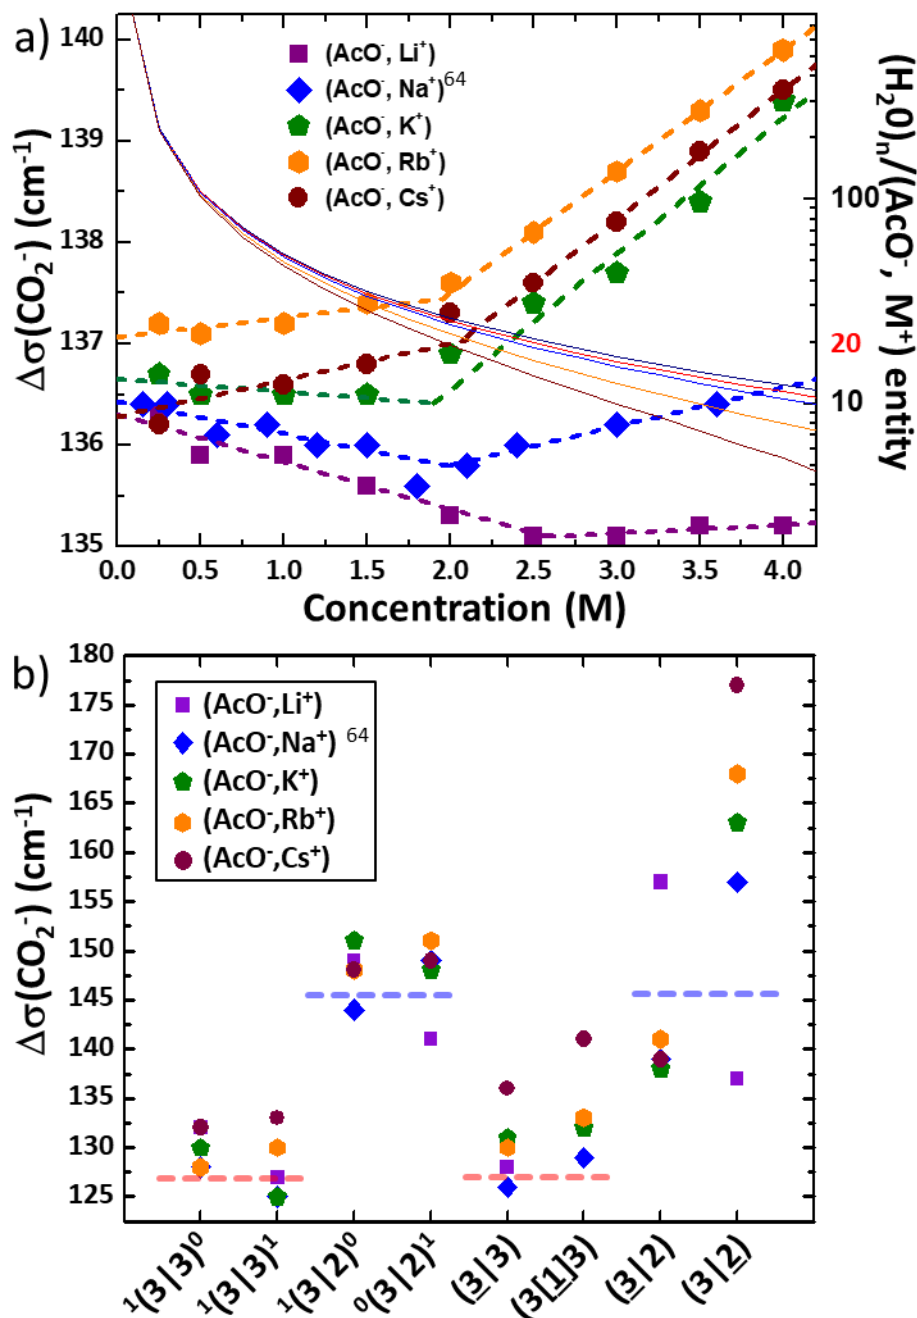 a)
Δσ(CO₂⁻) (cm⁻¹)
140
139
138
137
136
135
(AcO⁻, Li⁺)
(AcO⁻, Na⁺)⁶⁴
(AcO⁻, K⁺)
(AcO⁻, Rb⁺)
(AcO⁻, Cs⁺)
100
20
10
(H₂0)ₙ/(AcO⁻, M⁺) entity
0.0 0.5 1.0 1.5 2.0 2.5 3.0 3.5 4.0
Concentration (M)
b)
Δσ(CO₂⁻) (cm⁻¹)
180
175
170
165
160
155
150
145
140
135
130
125
(AcO⁻,Li⁺)
(AcO⁻,Na⁺) ⁶⁴
(AcO⁻,K⁺)
(AcO⁻,Rb⁺)
(AcO⁻,Cs⁺)
¹(3|3)⁰
¹(3|3)¹
¹(3|2)⁰
⁰(3|2)¹
(3̲|3)
(3[1̲]3)
(3̲|2)
(3|2̲)